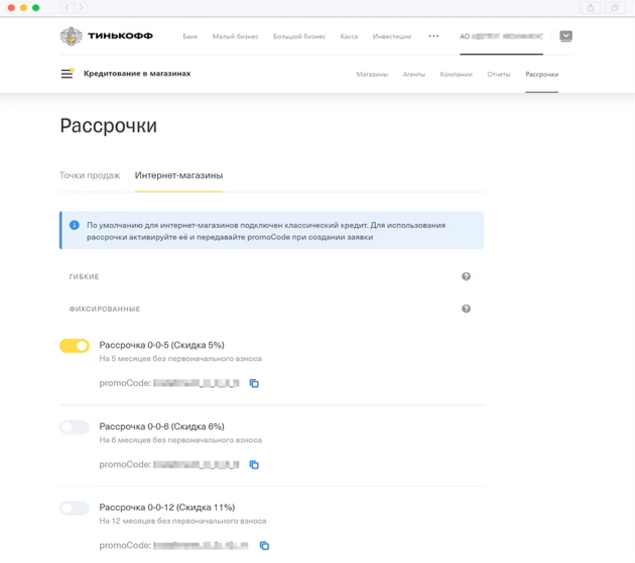 ТИНЬКОФФ
Банк Малый бизнес Большой бизнес Касса Инвестиции ••• АО
Кредитование в магазинах
Магазины Агенты Компании Отчеты Рассрочки
Рассрочки
Точки продаж Интернет-магазины
По умолчанию для интернет-магазинов подключен классический кредит. Для использования
рассрочки активируйте её и передавайте promoCode при создании заявки
ГИБКИЕ
ФИКСИРОВАННЫЕ
Рассрочка 0-0-5 (Скидка 5%)
На 5 месяцев без первоначального взноса
promoCode:
Рассрочка 0-0-6 (Скидка 6%)
На 6 месяцев без первоначального взноса
promoCode:
Рассрочка 0-0-12 (Скидка 11%)
На 12 месяцев без первоначального взноса
promoCode: